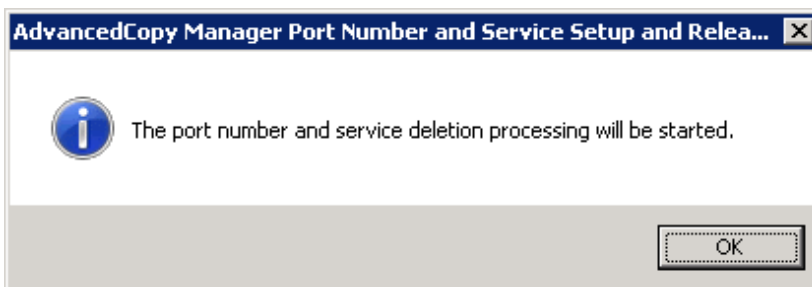 AdvancedCopy Manager Port Number and Service Setup and Relea...
The port number and service deletion processing will be started.
OK